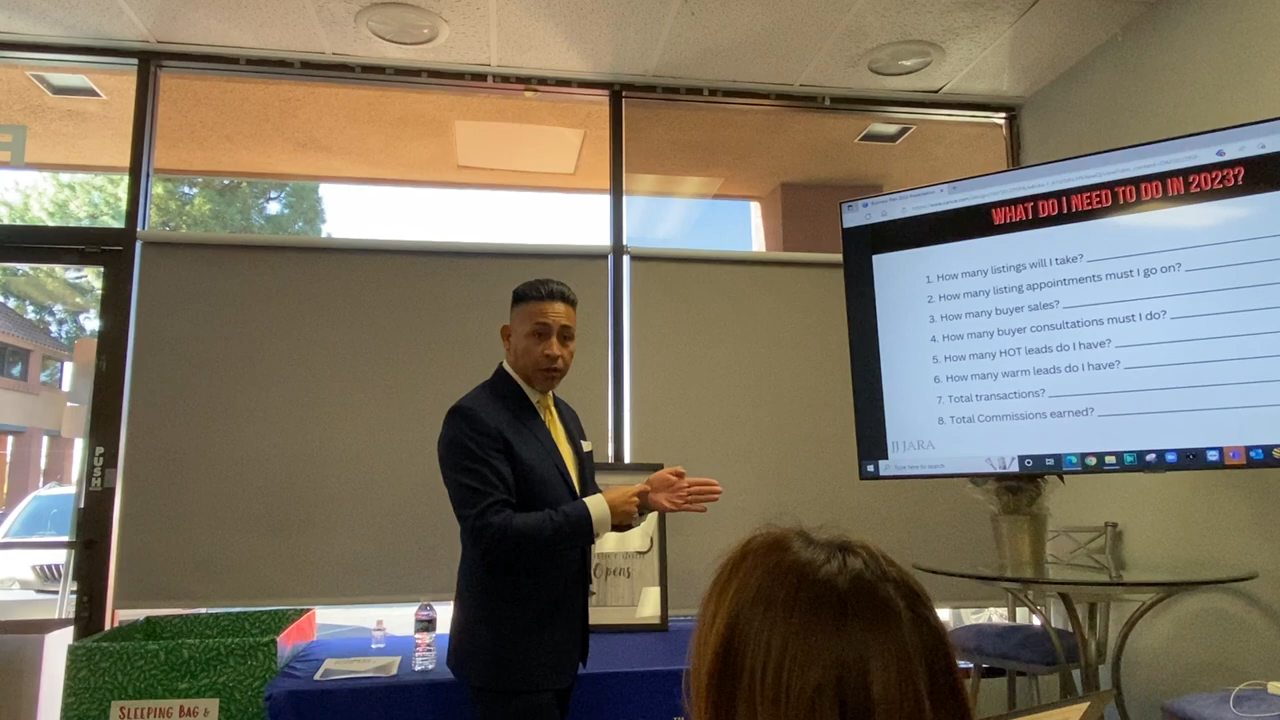 WHAT DO I NEED TO DO IN 2023?
1. How many listings will I take?
2. How many listing appointments must I go on?
3. How many buyer sales?
4. How many buyer consultations must I do?
5. How many HOT leads do I have?
6. How many warm leads do I have?
7. Total transactions?
8. Total Commissions earned?
JJ JARA
Type here to search
PUSH
Opens
SLEEPING BAG &